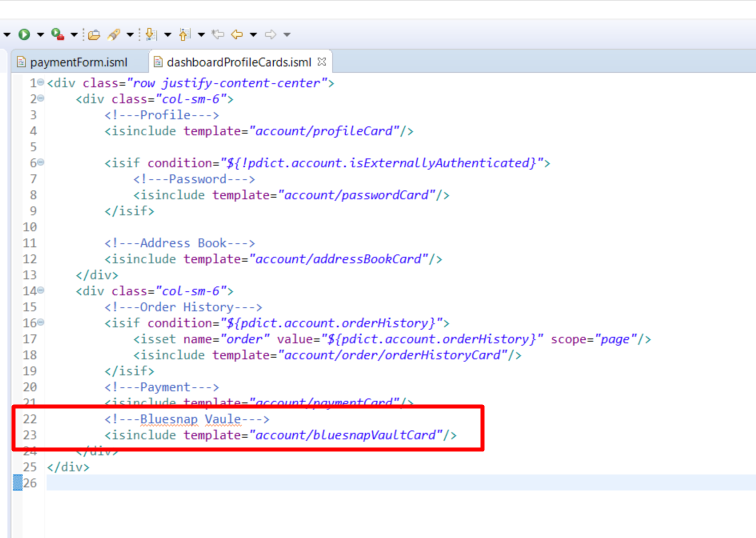 paymentForm.isml
dashboardProfileCards.isml
1 <div class="row justify-content-center">
2 <div class="col-sm-6">
3 <!---Profile--->
4 <isinclude template="account/profileCard"/>
5
6 <isif condition="${!pdict.account.isExternallyAuthenticated}">
7 <!---Password--->
8 <isinclude template="account/passwordCard"/>
9 </isif>
10
11 <!---Address Book--->
12 <isinclude template="account/addressBookCard"/>
13 </div>
14 <div class="col-sm-6">
15 <!---Order History--->
16 <isif condition="${pdict.account.orderHistory}">
17 <isset name="order" value="${pdict.account.orderHistory}" scope="page"/>
18 <isinclude template="account/order/orderHistoryCard"/>
19 </isif>
20 <!---Payment--->
21 <isinclude template="account/paymentCard"/>
22 <!---Bluesnap Vaule--->
23 <isinclude template="account/bluesnapVaultCard"/>
24 </div>
25 </div>
26